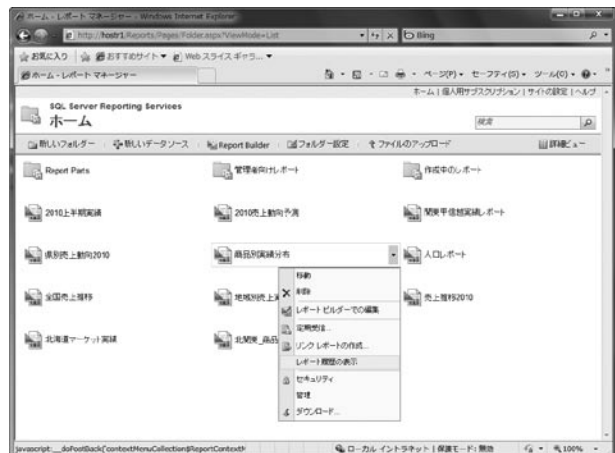 ホーム - レポート マネージャー - Windows Internet Explorer
http://hostr1/Reports/Pages/Folder.aspx?ViewMode=List
Bing
お気に入り おすすめサイト Web スライス ギャラ...
ホーム - レポート マネージャー
ページ(P) セーフティ(S) ツール(O)
ホーム | 個人用サブスクリプション | サイトの設定 | ヘルプ
SQL Server Reporting Services
ホーム
検索
新しいフォルダー 新しいデータソース Report Builder フォルダー設定 ファイルのアップロード 詳細ビュー
Report Parts 管理者向けレポート 作成中のレポート
2010上半期実績 2010売上動向予測 関東甲信越実績レポート
県別売上動向2010 商品別実績分布 人口レポート
移動
削除
全国売上推移 地域別売上 売上推移2010
レポート ビルダーでの編集
定期受信...
リンク レポートの作成...
北海道マーケット実績 北関東_商品
レポート履歴の表示
セキュリティ
管理
ダウンロード...
javascript:__doPostBack('contextMenuCollection$ReportContextM
ローカル イントラネット | 保護モード: 無効 100%